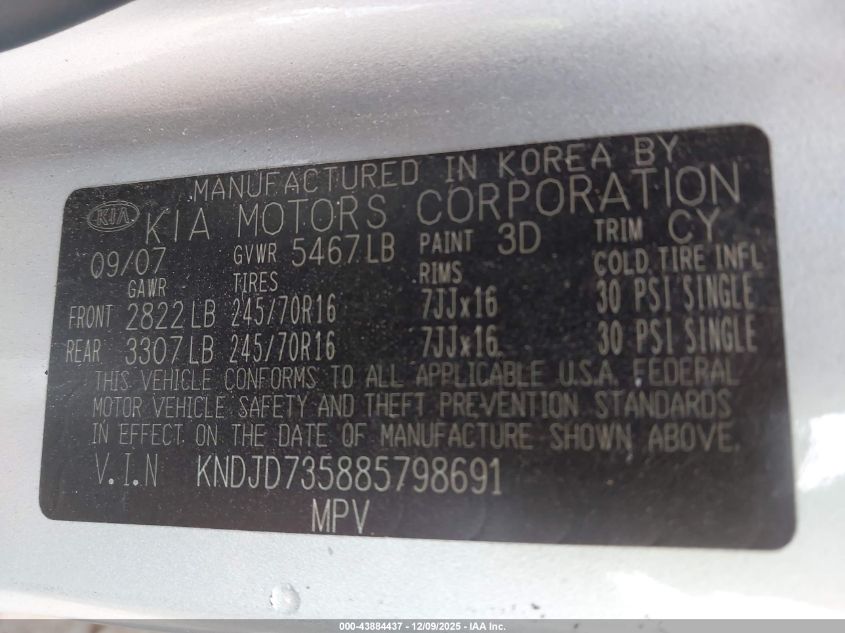 MANUFACTURED IN KOREA BY
KIA KIA MOTORS CORPORATION
09/07 GVWR 5467LB PAINT 3D TRIM CY
GAWR TIRES RIMS COLD TIRE INFL
FRONT 2822LB 245/70R16 7JJx16 30 PSI SINGLE
REAR 3307LB 245/70R16 7JJx16 30 PSI SINGLE
THIS VEHICLE CONFORMS TO ALL APPLICABLE U.S.A. FEDERAL
MOTOR VEHICLE SAFETY AND THEFT PREVENTION STANDARDS
IN EFFECT ON THE DATE OF MANUFACTURE SHOWN ABOVE.
V.I.N KNDJD735885798691
MPV
000-43884437 - 12/09/2025 - IAA Inc.